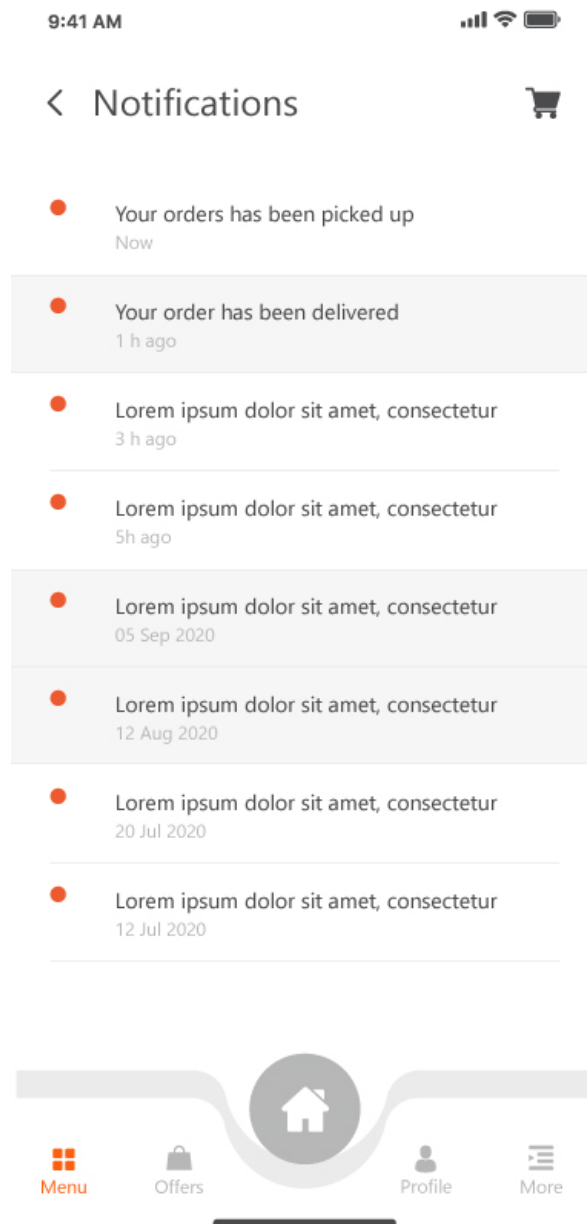 9:41 AM
Notifications
Your orders has been picked up
Now
Your order has been delivered
1 h ago
Lorem ipsum dolor sit amet, consectetur
3 h ago
Lorem ipsum dolor sit amet, consectetur
5h ago
Lorem ipsum dolor sit amet, consectetur
05 Sep 2020
Lorem ipsum dolor sit amet, consectetur
12 Aug 2020
Lorem ipsum dolor sit amet, consectetur
20 Jul 2020
Lorem ipsum dolor sit amet, consectetur
12 Jul 2020
Menu
Offers
Profile
More